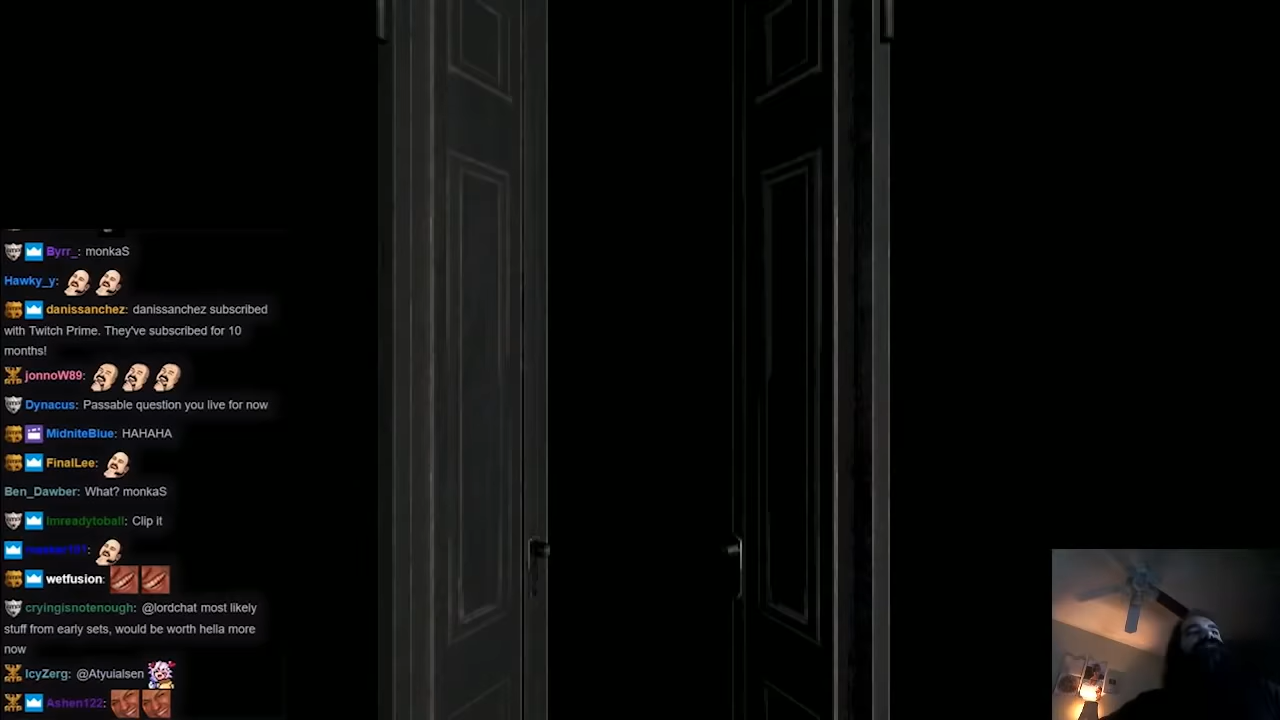 Byrr_: monkaS
Hawky_y:
danissanchez: danissanchez subscribed
with Twitch Prime. They've subscribed for 10
months!
jonnoW89:
Dynacus: Passable question you live for now
MidniteBlue: HAHAHA
FinalLee:
Ben_Dawber: What? monkaS
Imreadytoball: Clip it
wetfusion:
cryingisnotenough: @lordchat most likely
stuff from early sets, would be worth hella more
now
IcyZerg: @Atyuialsen
Ashen122: